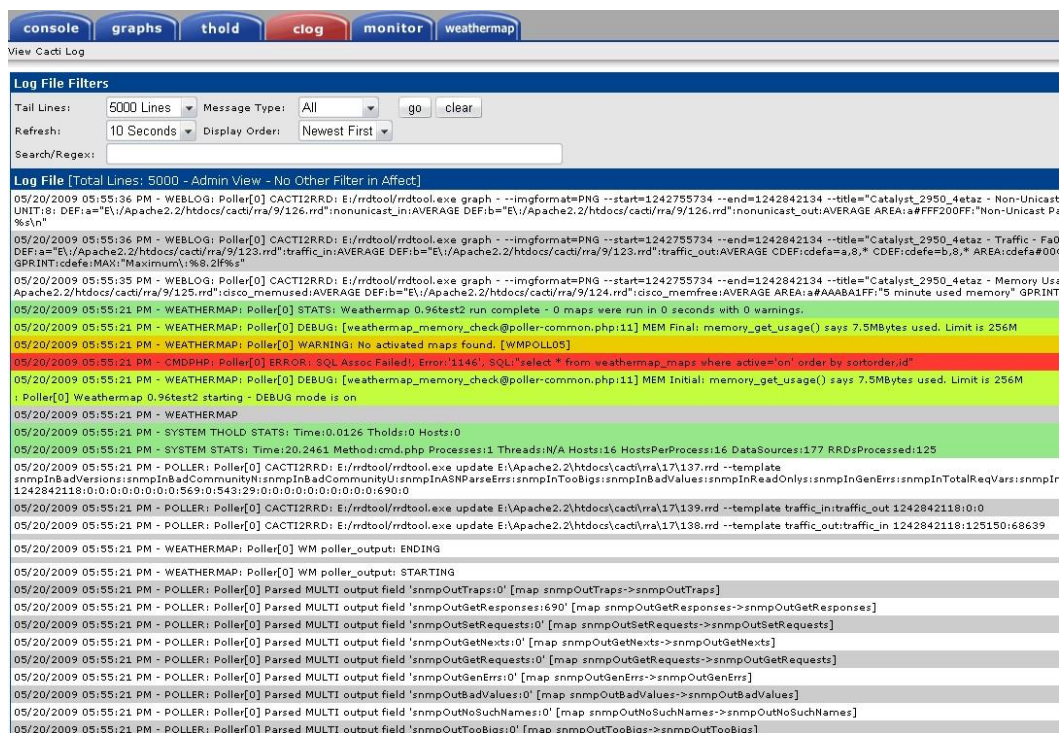 console graphs thold clog monitor weathermap
View Cacti Log
Log File Filters
Tail Lines: 5000 Lines Message Type: All go clear
Refresh: 10 Seconds Display Order: Newest First
Search/Regex:
Log File [Total Lines: 5000 - Admin View - No Other Filter in Affect]
05/20/2009 05:55:36 PM - WEBLOG: Poller[0] CACTI2RRD: E:/rrdtool/rrdtool.exe graph - --imgformat=PNG --start=1242755734 --end=1242842134 --title="Catalyst_2950_4etaz - Non-Unicast
UNIT:8: DEF:a="E\:/Apache2.2/htdocs/cacti/rra/9/126.rrd":nonunicast_in:AVERAGE DEF:b="E\:/Apache2.2/htdocs/cacti/rra/9/126.rrd":nonunicast_out:AVERAGE AREA:a#FFF200FF:"Non-Unicast Pa
%s\n"
05/20/2009 05:55:36 PM - WEBLOG: Poller[0] CACTI2RRD: E:/rrdtool/rrdtool.exe graph - --imgformat=PNG --start=1242755734 --end=1242842134 --title="Catalyst_2950_4etaz - Traffic - Fa0
DEF:a="E\:/Apache2.2/htdocs/cacti/rra/9/123.rrd":traffic_in:AVERAGE DEF:b="E\:/Apache2.2/htdocs/cacti/rra/9/123.rrd":traffic_out:AVERAGE CDEF:cdefa=a,8,* CDEF:cdefe=b,8,* AREA:cdefa#00
GPRINT:cdefe:MAX:"Maximum\:%8.2lf%s"
05/20/2009 05:55:35 PM - WEBLOG: Poller[0] CACTI2RRD: E:/rrdtool/rrdtool.exe graph - --imgformat=PNG --start=1242755735 --end=1242842135 --title="Catalyst_2950_4etaz - Memory Usa
Apache2.2/htdocs/cacti/rra/9/125.rrd":cisco_memused:AVERAGE DEF:b="E\:/Apache2.2/htdocs/cacti/rra/9/124.rrd":cisco_memfree:AVERAGE AREA:a#AAABA1FF:"5 minute used memory" GPRINT
05/20/2009 05:55:21 PM - WEATHERMAP: Poller[0] STATS: Weathermap 0.96test2 run complete - 0 maps were run in 0 seconds with 0 warnings.
05/20/2009 05:55:21 PM - WEATHERMAP: Poller[0] DEBUG: [weathermap_memory_check@poller-common.php:11] MEM Final: memory_get_usage() says 7.5MBytes used. Limit is 256M
05/20/2009 05:55:21 PM - WEATHERMAP: Poller[0] WARNING: No activated maps found. [WMPOLL05]
05/20/2009 05:55:21 PM - CMDPHP: Poller[0] ERROR: SQL Assoc Failed!, Error:'1146', SQL:"select * from weathermap_maps where active='on' order by sortorder,id"
05/20/2009 05:55:21 PM - WEATHERMAP: Poller[0] DEBUG: [weathermap_memory_check@poller-common.php:11] MEM Initial: memory_get_usage() says 7.5MBytes used. Limit is 256M
: Poller[0] Weathermap 0.96test2 starting - DEBUG mode is on
05/20/2009 05:55:21 PM - WEATHERMAP
05/20/2009 05:55:21 PM - SYSTEM THOLD STATS: Time:0.0126 Tholds:0 Hosts:0
05/20/2009 05:55:21 PM - SYSTEM STATS: Time:20.2461 Method:cmd.php Processes:1 Threads:N/A Hosts:16 HostsPerProcess:16 DataSources:177 RRDsProcessed:125
05/20/2009 05:55:21 PM - POLLER: Poller[0] CACTI2RRD: E:/rrdtool/rrdtool.exe update E:\Apache2.2\htdocs\cacti\rra\17\137.rrd --template
snmpInBadVersions:snmpInBadCommunityN:snmpInBadCommunityU:snmpInASNParseErrs:snmpInTooBigs:snmpInBadValues:snmpInReadOnlys:snmpInGenErrs:snmpInTotalReqVars:snmpIn
1242842118:0:0:0:0:0:0:0:0:569:0:543:29:0:0:0:0:0:0:0:0:0:0:690:0
05/20/2009 05:55:21 PM - POLLER: Poller[0] CACTI2RRD: E:/rrdtool/rrdtool.exe update E:\Apache2.2\htdocs\cacti\rra\17\139.rrd --template traffic_in:traffic_out 1242842118:0:0
05/20/2009 05:55:21 PM - POLLER: Poller[0] CACTI2RRD: E:/rrdtool/rrdtool.exe update E:\Apache2.2\htdocs\cacti\rra\17\138.rrd --template traffic_out:traffic_in 1242842118:125150:68639
05/20/2009 05:55:21 PM - WEATHERMAP: Poller[0] WM poller_output: ENDING
05/20/2009 05:55:21 PM - WEATHERMAP: Poller[0] WM poller_output: STARTING
05/20/2009 05:55:21 PM - POLLER: Poller[0] Parsed MULTI output field 'snmpOutTraps:0' [map snmpOutTraps->snmpOutTraps]
05/20/2009 05:55:21 PM - POLLER: Poller[0] Parsed MULTI output field 'snmpOutGetResponses:690' [map snmpOutGetResponses->snmpOutGetResponses]
05/20/2009 05:55:21 PM - POLLER: Poller[0] Parsed MULTI output field 'snmpOutSetRequests:0' [map snmpOutSetRequests->snmpOutSetRequests]
05/20/2009 05:55:21 PM - POLLER: Poller[0] Parsed MULTI output field 'snmpOutGetNexts:0' [map snmpOutGetNexts->snmpOutGetNexts]
05/20/2009 05:55:21 PM - POLLER: Poller[0] Parsed MULTI output field 'snmpOutGetRequests:0' [map snmpOutGetRequests->snmpOutGetRequests]
05/20/2009 05:55:21 PM - POLLER: Poller[0] Parsed MULTI output field 'snmpOutGenErrs:0' [map snmpOutGenErrs->snmpOutGenErrs]
05/20/2009 05:55:21 PM - POLLER: Poller[0] Parsed MULTI output field 'snmpOutBadValues:0' [map snmpOutBadValues->snmpOutBadValues]
05/20/2009 05:55:21 PM - POLLER: Poller[0] Parsed MULTI output field 'snmpOutNoSuchNames:0' [map snmpOutNoSuchNames->snmpOutNoSuchNames]
05/20/2009 05:55:21 PM - POLLER: Poller[0] Parsed MULTI output field 'snmpOutTooBigs:0' [map snmpOutTooBigs->snmpOutTooBigs]